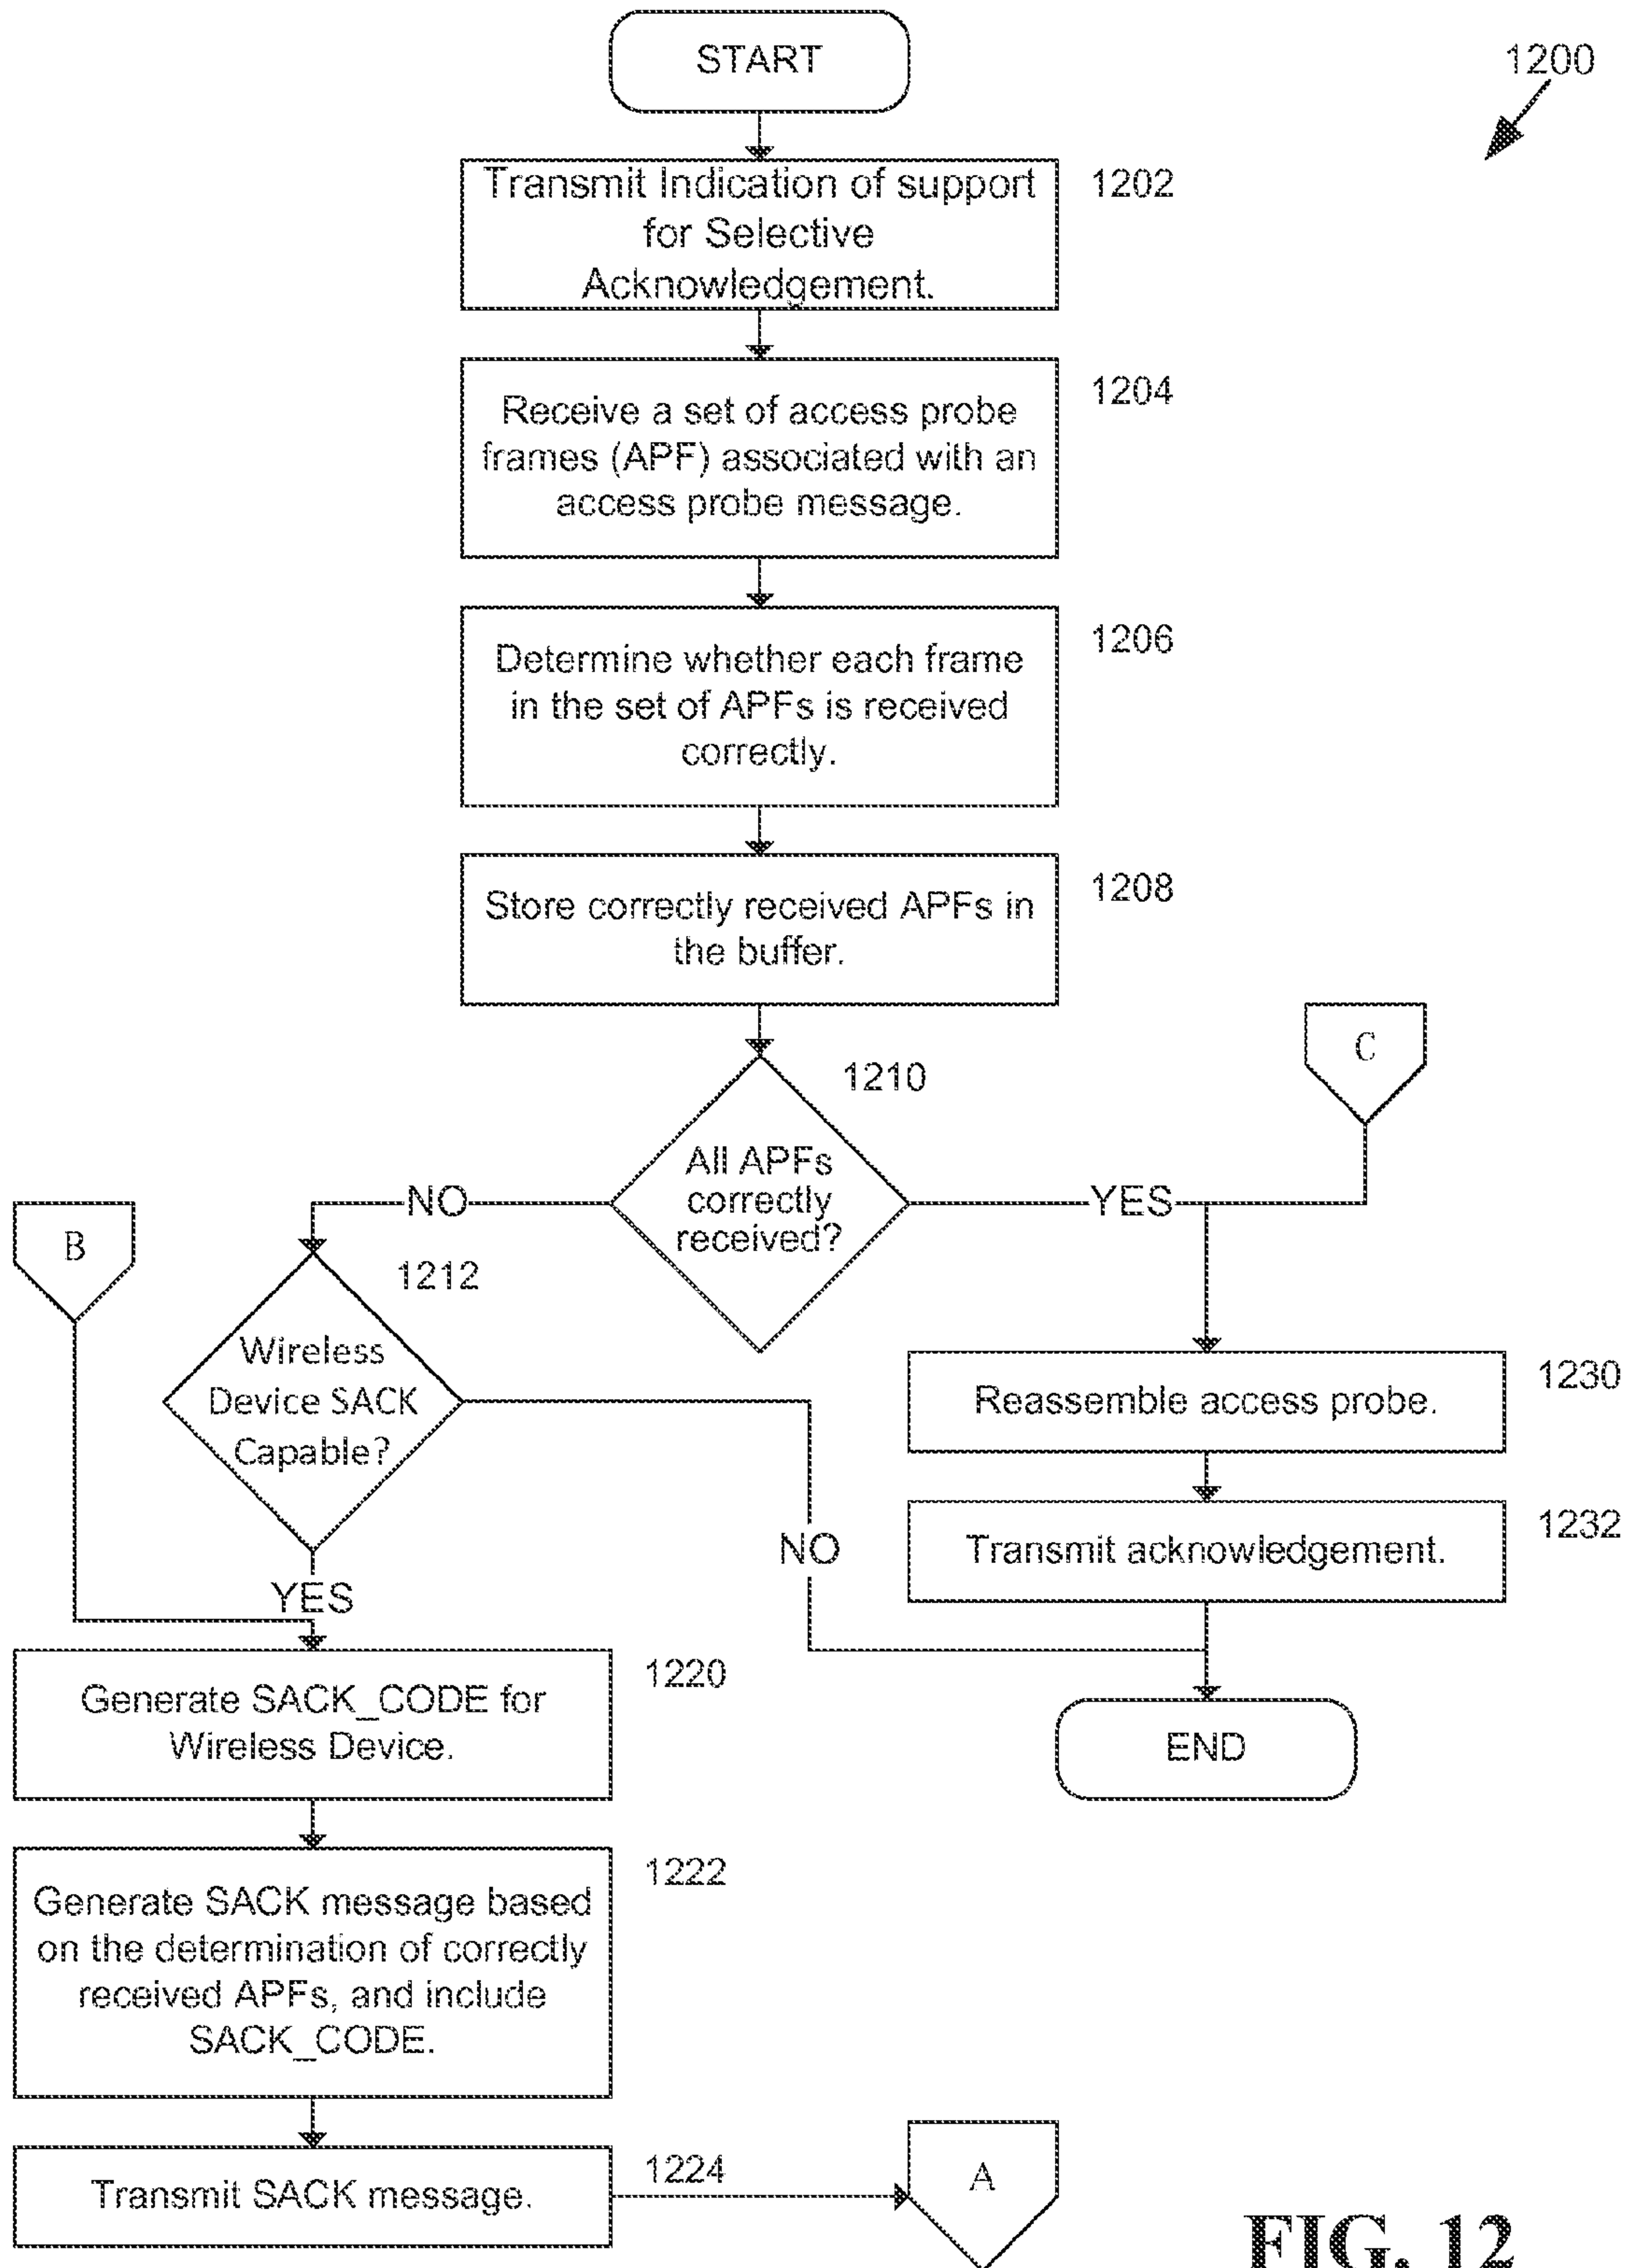 START
1200
Transmit Indication of support
for Selective
Acknowledgement.
1202
Receive a set of access probe
frames (APF) associated with an
access probe message.
1204
Determine whether each frame
in the set of APFs is received
correctly.
1206
Store correctly received APFs in
the buffer.
1208
C
1210
All APFs
correctly
received?
NO
YES
B
1212
Wireless
Device SACK
Capable?
Reassemble access probe.
1230
NO
Transmit acknowledgement.
1232
YES
Generate SACK_CODE for
Wireless Device.
1220
END
Generate SACK message based
on the determination of correctly
received APFs, and include
SACK_CODE.
1222
Transmit SACK message.
1224
A
FIG. 12